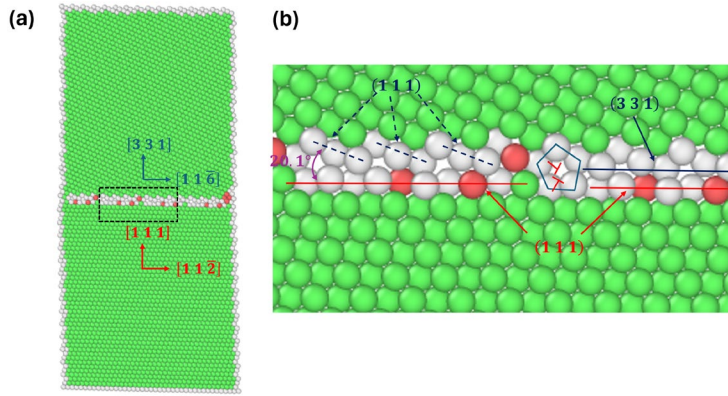 (a)
(b)
(1 1 1)
(3 3 1)
[3 3 1]
20.1°
[1 1 6̅]
[1 1 1]
(1 1 1)
[1 1 2̅]